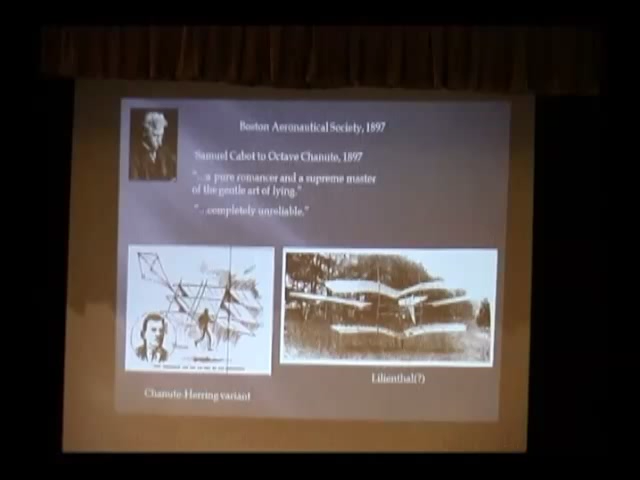 Boston Aeronautical Society, 1897
Samuel Cabot to Octave Chanute, 1897
"...a pure romancer and a supreme master
of the gentle art of lying."
"...completely unreliable."
Chanute-Herring variant
Lilienthal(?)